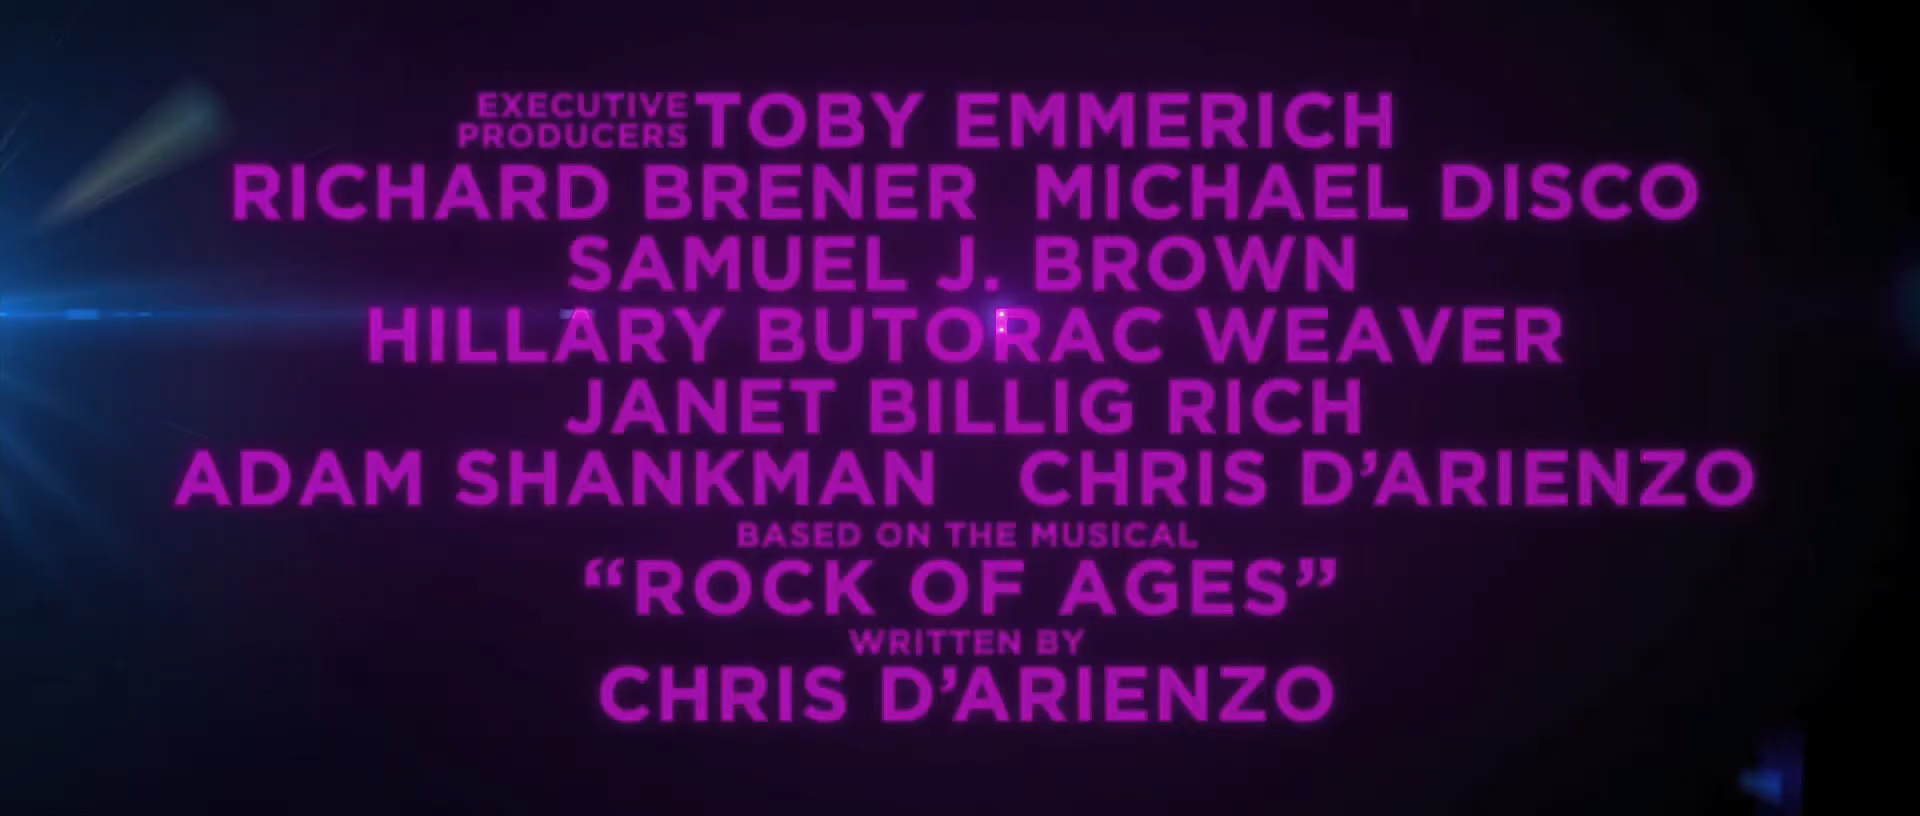 EXECUTIVE PRODUCERS TOBY EMMERICH
RICHARD BRENER MICHAEL DISCO
SAMUEL J. BROWN
HILLARY BUTORAC WEAVER
JANET BILLIG RICH
ADAM SHANKMAN CHRIS D’ARIENZO
BASED ON THE MUSICAL
“ROCK OF AGES”
WRITTEN BY
CHRIS D’ARIENZO